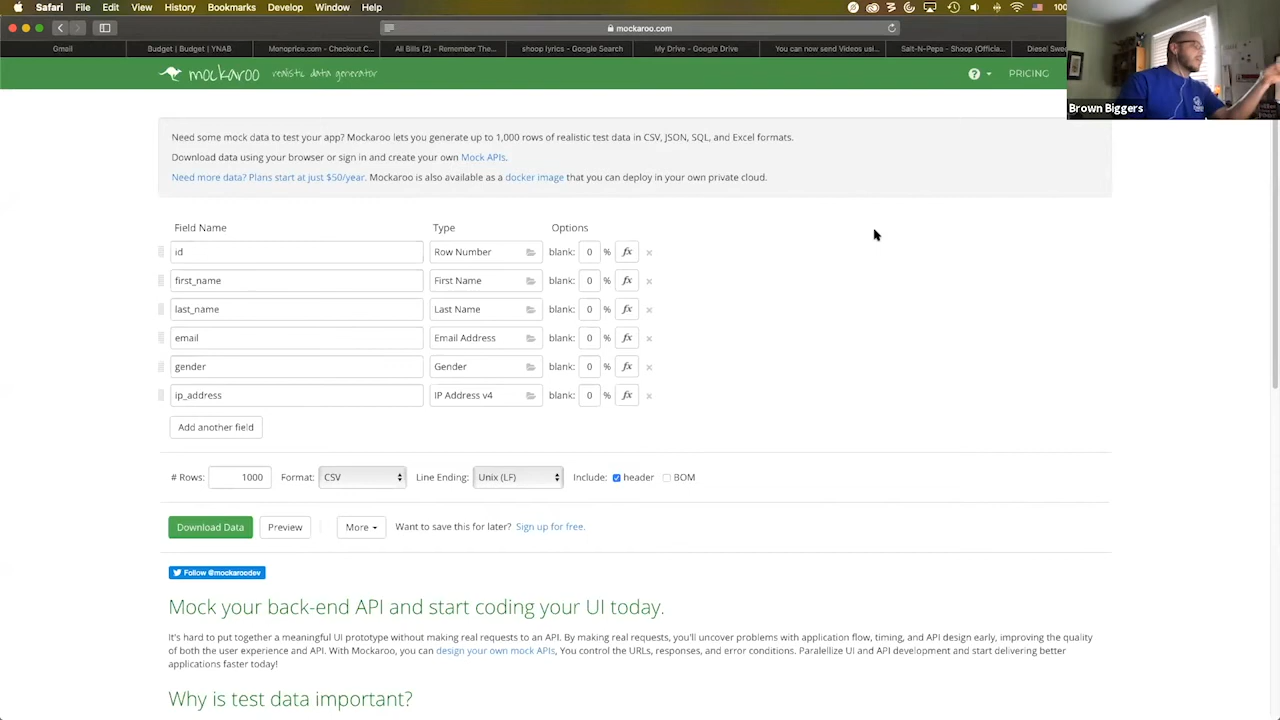 Safari File Edit View History Bookmarks Develop Window Help
mockaroo.com
Gmail Budget | Budget | YNAB Monoprice.com - Checkout C... All Bills (2) - Remember The... shoop lyrics - Google Search My Drive - Google Drive You can now send Videos usi... Salt-N-Pepa - Shoop (Officia... Diesel Swee
Brown Biggers
mockaroo realistic data generator ? PRICING
Need some mock data to test your app? Mockaroo lets you generate up to 1,000 rows of realistic test data in CSV, JSON, SQL, and Excel formats.
Download data using your browser or sign in and create your own Mock APIs.
Need more data? Plans start at just $50/year. Mockaroo is also available as a docker image that you can deploy in your own private cloud.
Field Name Type Options
id Row Number blank: 0 % fx ×
first_name First Name blank: 0 % fx ×
last_name Last Name blank: 0 % fx ×
email Email Address blank: 0 % fx ×
gender Gender blank: 0 % fx ×
ip_address IP Address v4 blank: 0 % fx ×
Add another field
# Rows: 1000 Format: CSV Line Ending: Unix (LF) Include: header BOM
Download Data Preview More Want to save this for later? Sign up for free.
Follow @mockaroodev
Mock your back-end API and start coding your UI today.
It's hard to put together a meaningful UI prototype without making real requests to an API. By making real requests, you'll uncover problems with application flow, timing, and API design early, improving the quality
of both the user experience and API. With Mockaroo, you can design your own mock APIs, You control the URLs, responses, and error conditions. Paralellize UI and API development and start delivering better
applications faster today!
Why is test data important?